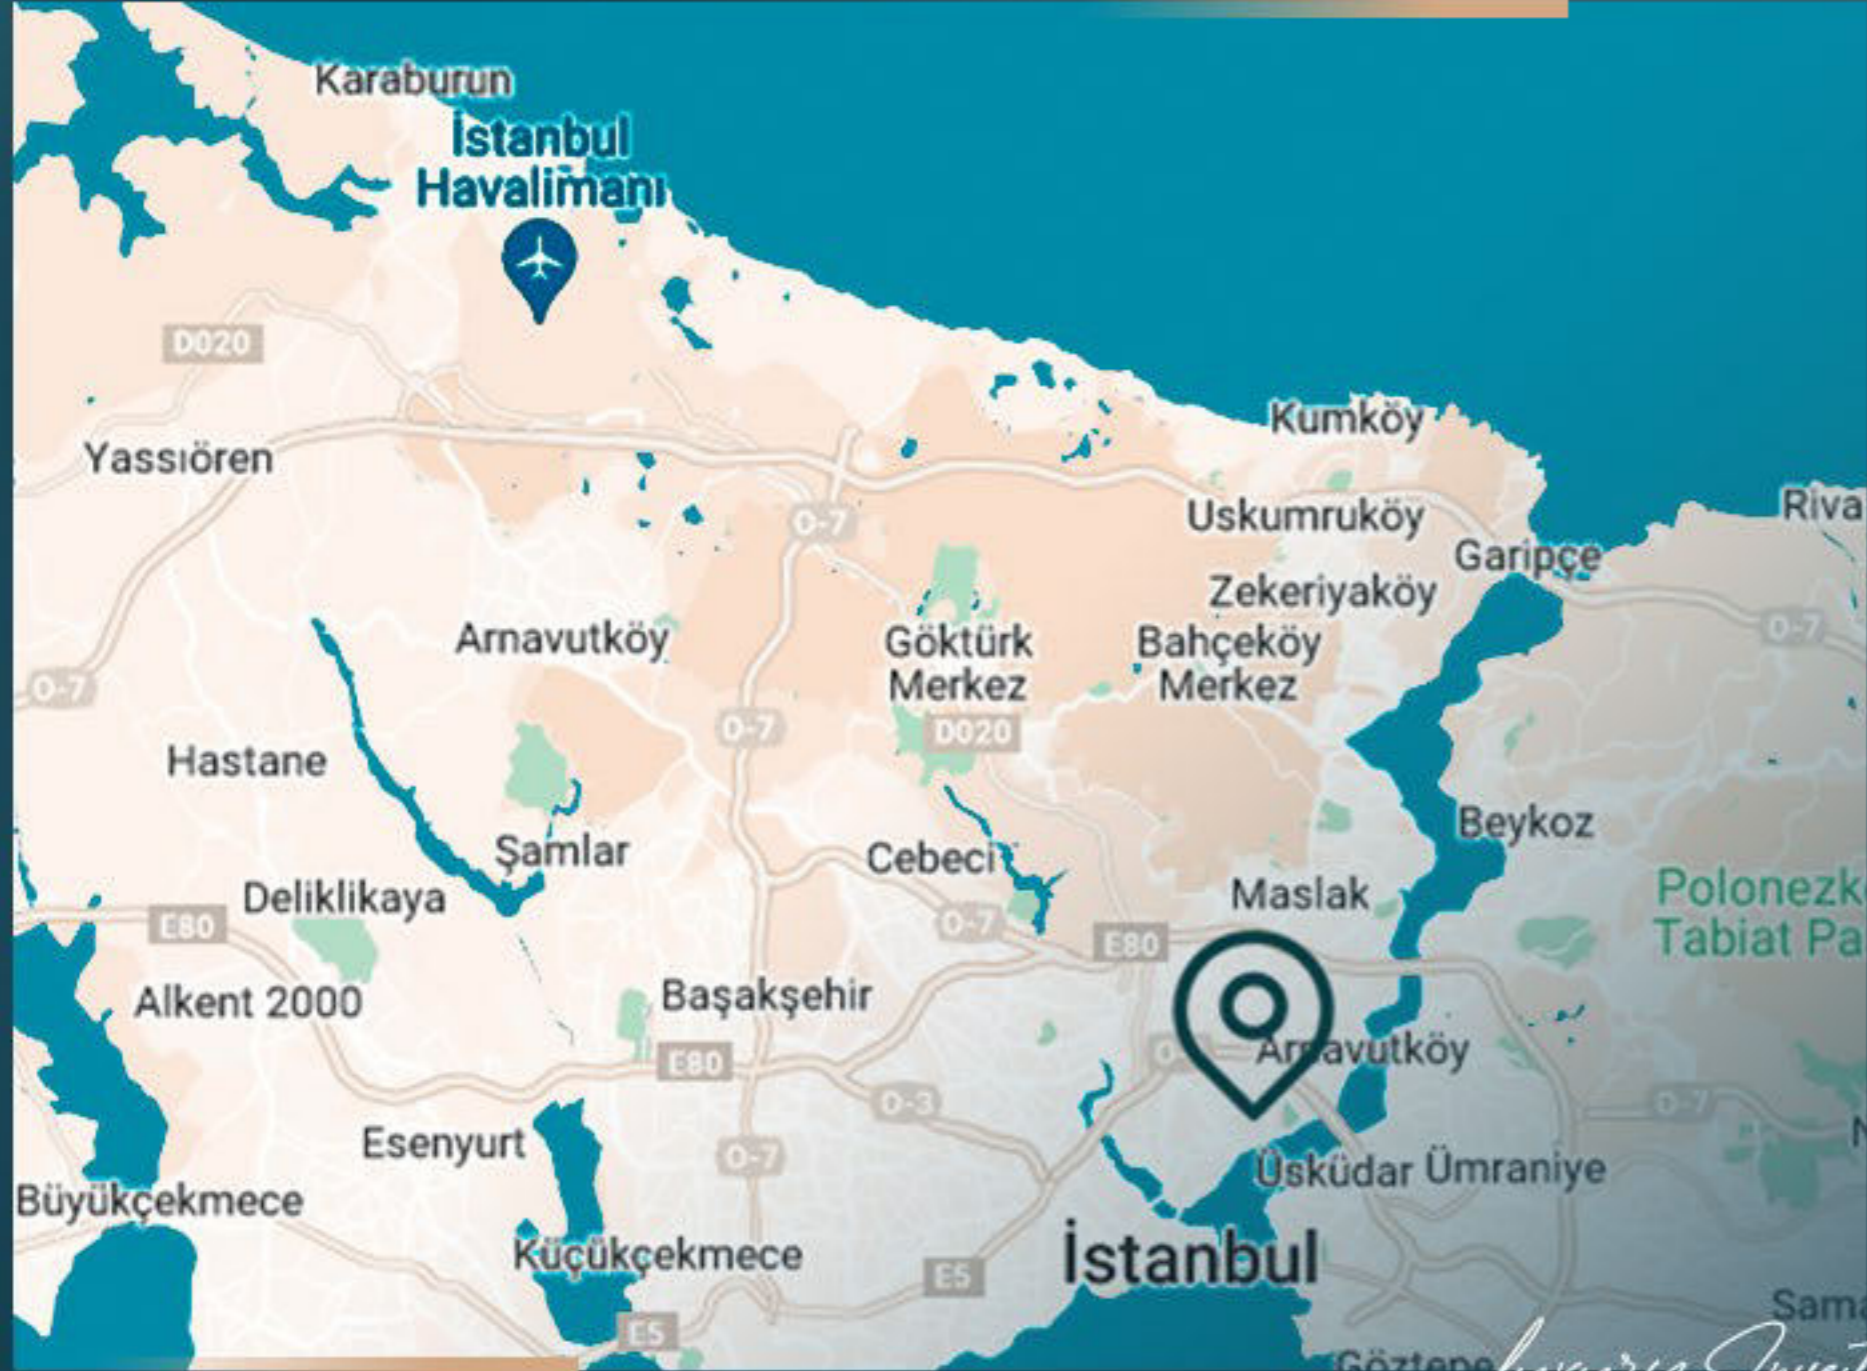 Karaburun
İstanbul
Havalimanı
D020
Kumköy
Yassıören
Riva
Uskumruköy
O-7
Garipçe
Zekeriyaköy
O-7
Arnavutköy
Göktürk
Merkez
Bahçeköy
Merkez
O-7
O-7
D020
Hastane
Beykoz
Şamlar
Cebeci
Deliklikaya
Maslak
Polonezk
Tabiat Pa
E80
O-7
E80
Alkent 2000
Başakşehir
Arnavutköy
E80
O-3
O-7
Esenyurt
O-7
Üsküdar
Ümraniye
Büyükçekmece
Küçükçekmece
İstanbul
E5
Sama
E5
Göztepe